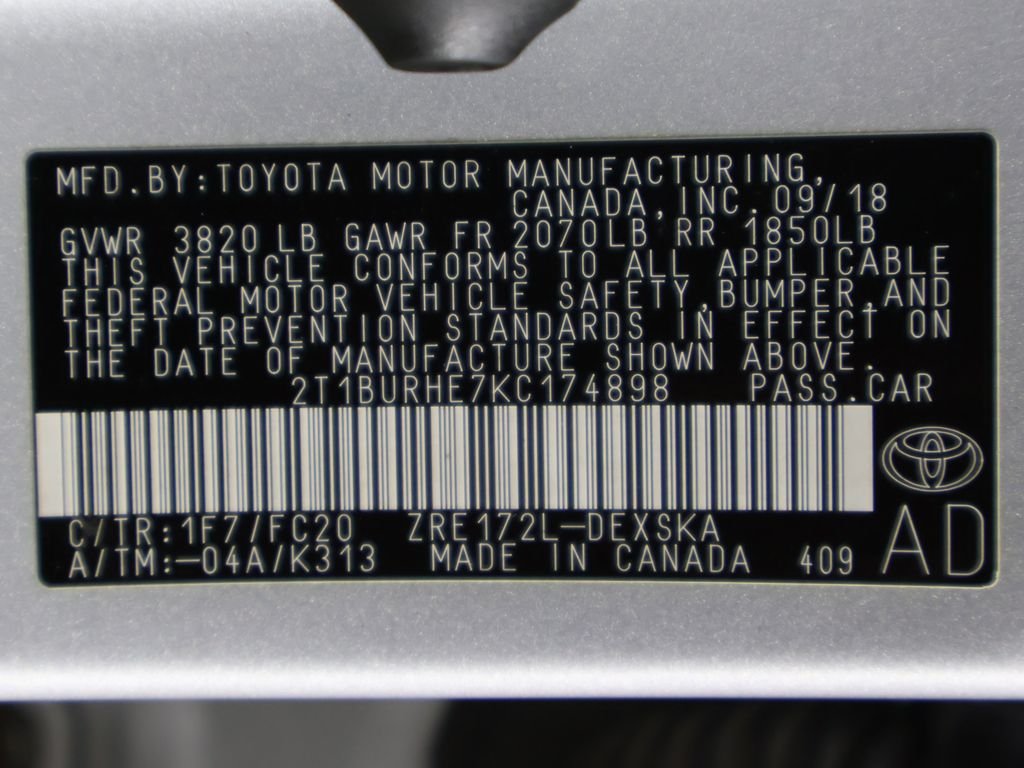 MFD.BY:TOYOTA MOTOR MANUFACTURING,
CANADA,INC. 09/18
GVWR 3820 LB GAWR FR 2070LB RR 1850LB
THIS VEHICLE CONFORMS TO ALL APPLICABLE
FEDERAL MOTOR VEHICLE SAFETY,BUMPER,AND
THEFT PREVENTION STANDARDS IN EFFECT ON
THE DATE OF MANUFACTURE SHOWN ABOVE.
2T1BURHE7KC174898 PASS.CAR
C/TR:1F7/FC20 ZRE172L-DEXSKA
A/TM:-04A/K313 MADE IN CANADA 409 AD